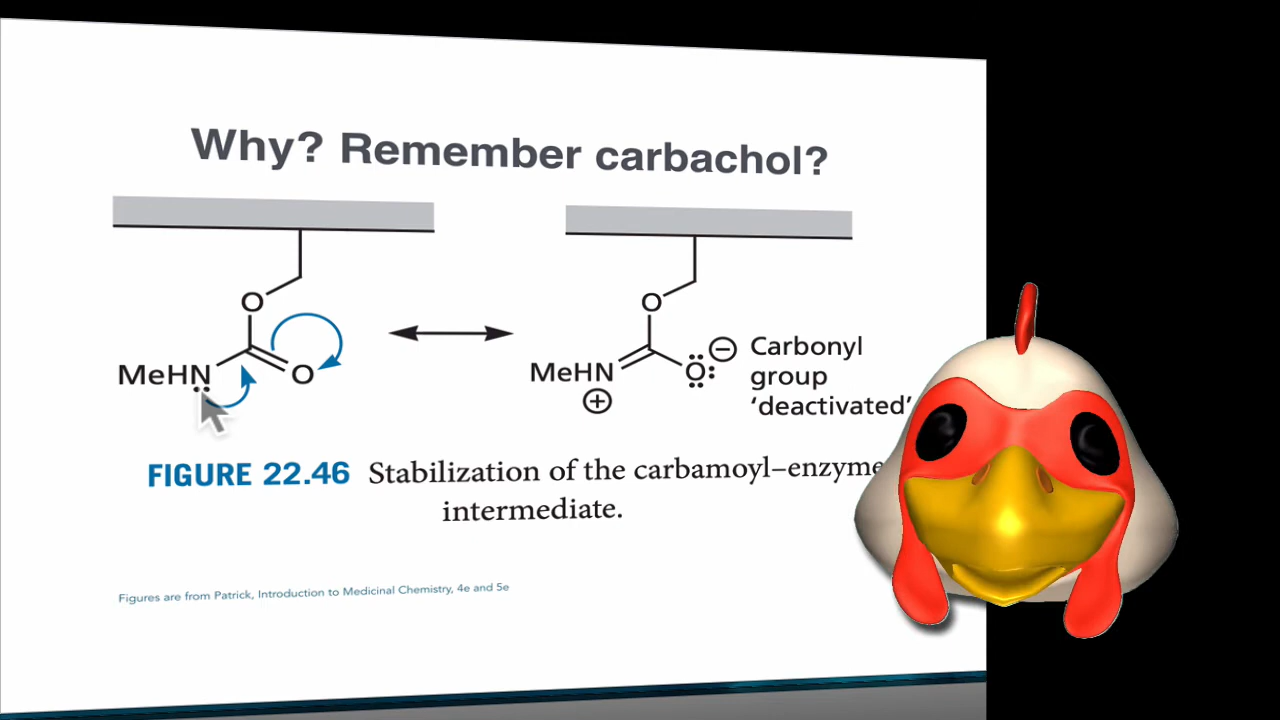 Why? Remember carbachol?
O
MeHN
O
O
MeHN
O
Carbonyl
group
'deactivated'
FIGURE 22.46 Stabilization of the carbamoyl–enzyme
intermediate.
Figures are from Patrick, Introduction to Medicinal Chemistry, 4e and 5e